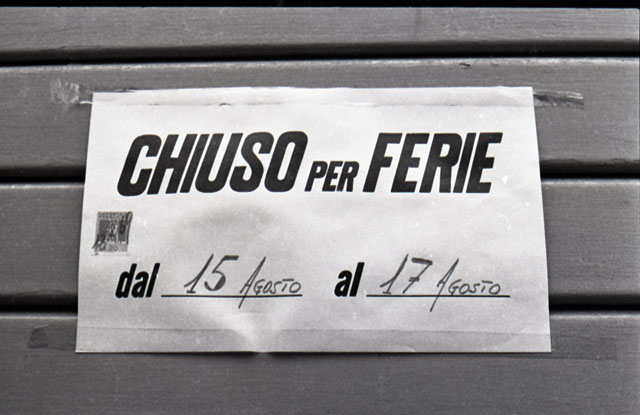 CHIUSO PER FERIE
dal 15 Agosto al 17 Agosto